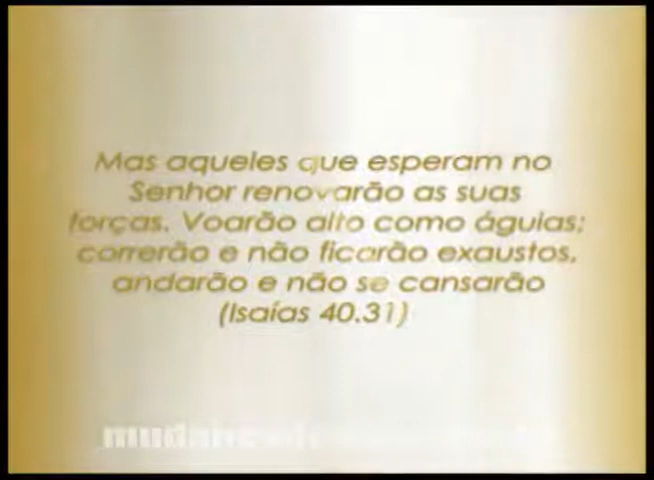 Mas aqueles que esperam no
Senhor renovarão as suas
forças. Voarão alto como águias;
correrão e não ficarão exaustos,
andarão e não se cansarão
(Isaías 40.31)